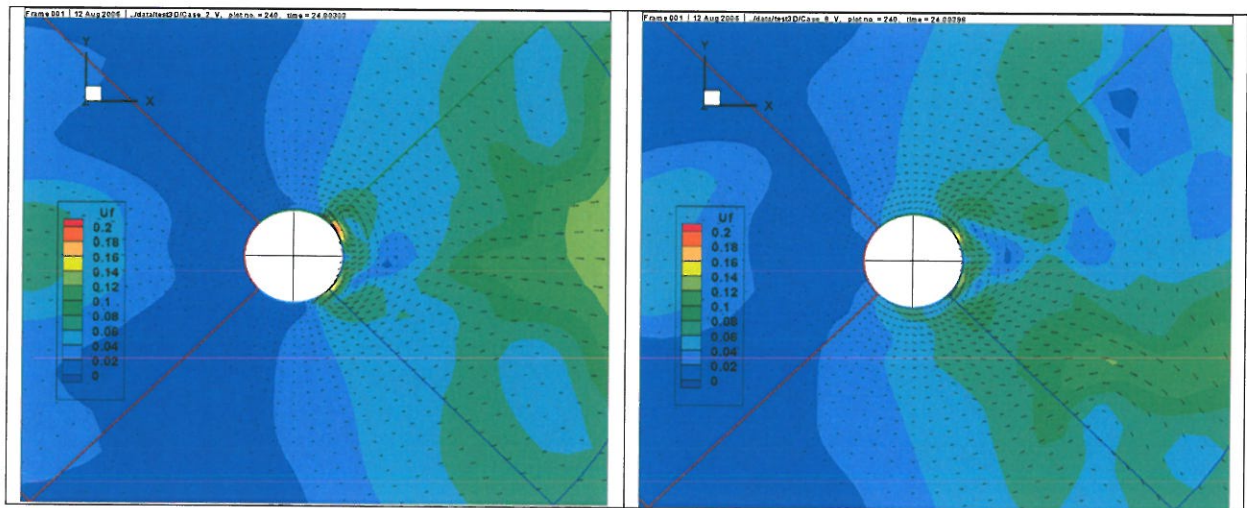 Frame 001 | 12 Aug 2005 | ../data/test3D/Case_2_V, plot no. = 240, time = 24.00202
Y
X
Uf
0.2
0.18
0.16
0.14
0.12
0.1
0.08
0.06
0.04
0.02
0
Frame 001 | 12 Aug 2005 | ../data/test3D/Case_8_V, plot no. = 240, time = 24.00296
Y
X
Uf
0.2
0.18
0.16
0.14
0.12
0.1
0.08
0.06
0.04
0.02
0